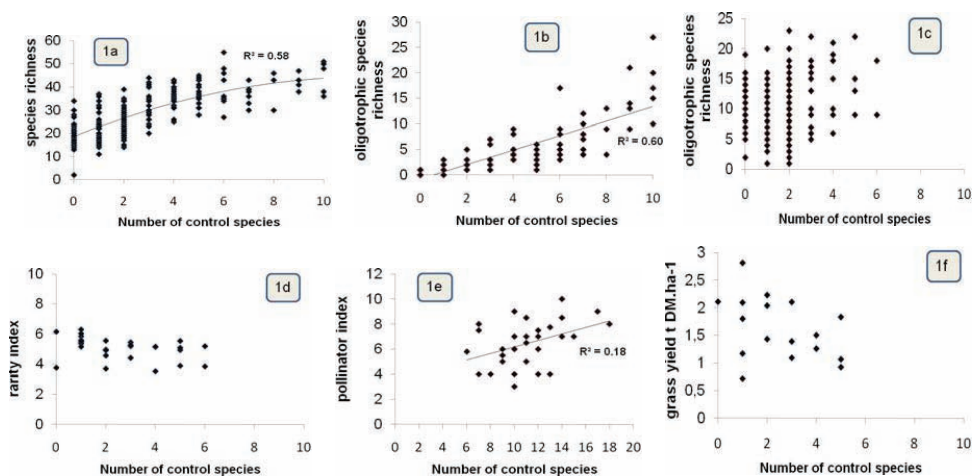 1a
R² = 0.58
species richness
60
50
40
30
20
10
0
0 2 4 6 8 10
Number of control species
1b
R² = 0.60
oligotrophic species
richness
30
25
20
15
10
5
0
0 2 4 6 8 10
Number of control species
1c
oligotrophic species
richness
25
20
15
10
5
0
0 2 4 6 8 10
Number of control species
1d
rarity index
10
8
6
4
2
0
0 2 4 6 8 10
Number of control species
1e
R² = 0.18
pollinator index
12
10
8
6
4
2
0
0 2 4 6 8 10 12 14 16 18 20
Number of control species
1f
grass yield t DM.ha-1
3
2,5
2
1,5
1
0,5
0
0 2 4 6 8 10
Number of control species